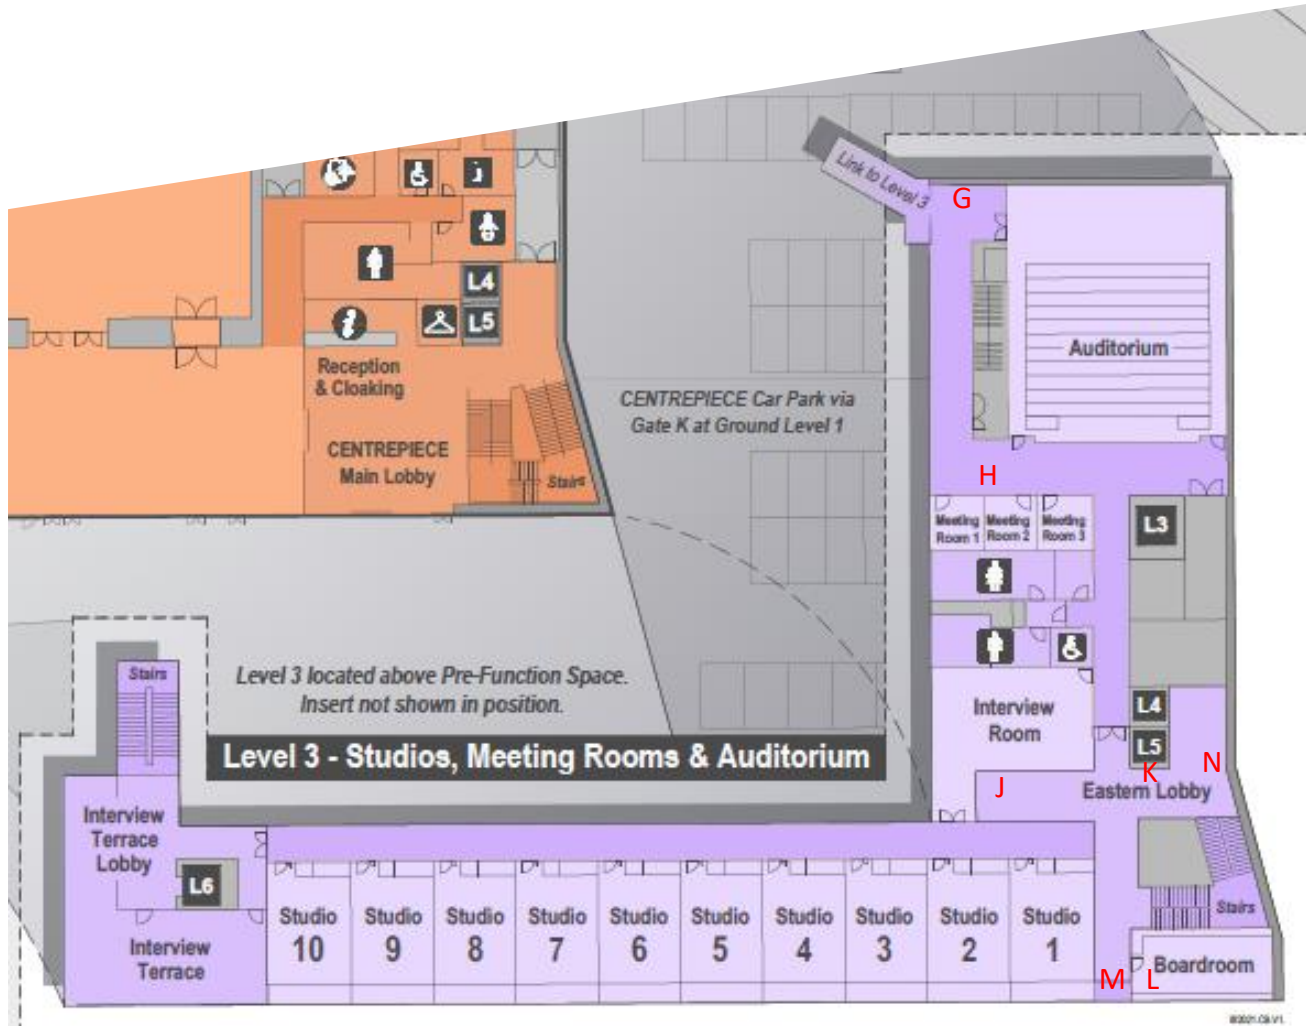 Link to Level 3
G
L4
L5
Auditorium
Reception
& Cloaking
CENTREPIECE Car Park via
Gate K at Ground Level 1
CENTREPIECE
Main Lobby
Stairs
H
Meeting
Room 1
Meeting
Room 2
Meeting
Room 3
L3
Stairs
Level 3 located above Pre-Function Space.
Insert not shown in position.
Interview
Room
L4
L5
N
K
Level 3 - Studios, Meeting Rooms & Auditorium
J
Eastern Lobby
Interview
Terrace
Lobby
L6
Studio
10
Studio
9
Studio
8
Studio
7
Studio
6
Studio
5
Studio
4
Studio
3
Studio
2
Studio
1
Stairs
Interview
Terrace
Boardroom
M
L
©2021.C9.V1.